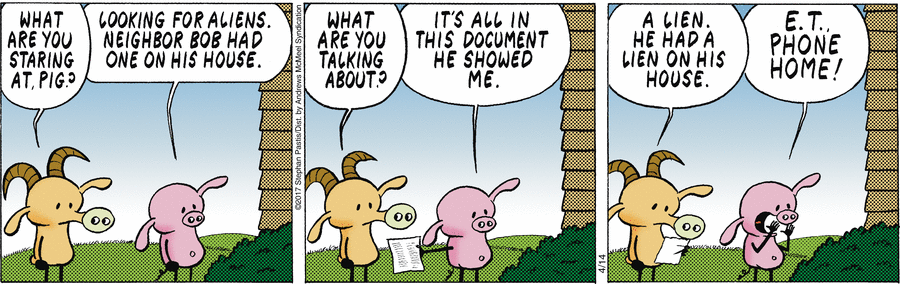 WHAT
ARE YOU
STARING
AT, PIG?
LOOKING FOR ALIENS.
NEIGHBOR BOB HAD
ONE ON HIS HOUSE.
©2017 Stephan Pastis/Dist. by Andrews McMeel Syndication
WHAT
ARE YOU
TALKING
ABOUT?
IT'S ALL IN
THIS DOCUMENT
HE SHOWED
ME.
4/14
A LIEN.
HE HAD A
LIEN ON HIS
HOUSE.
E.T.,
PHONE
HOME!